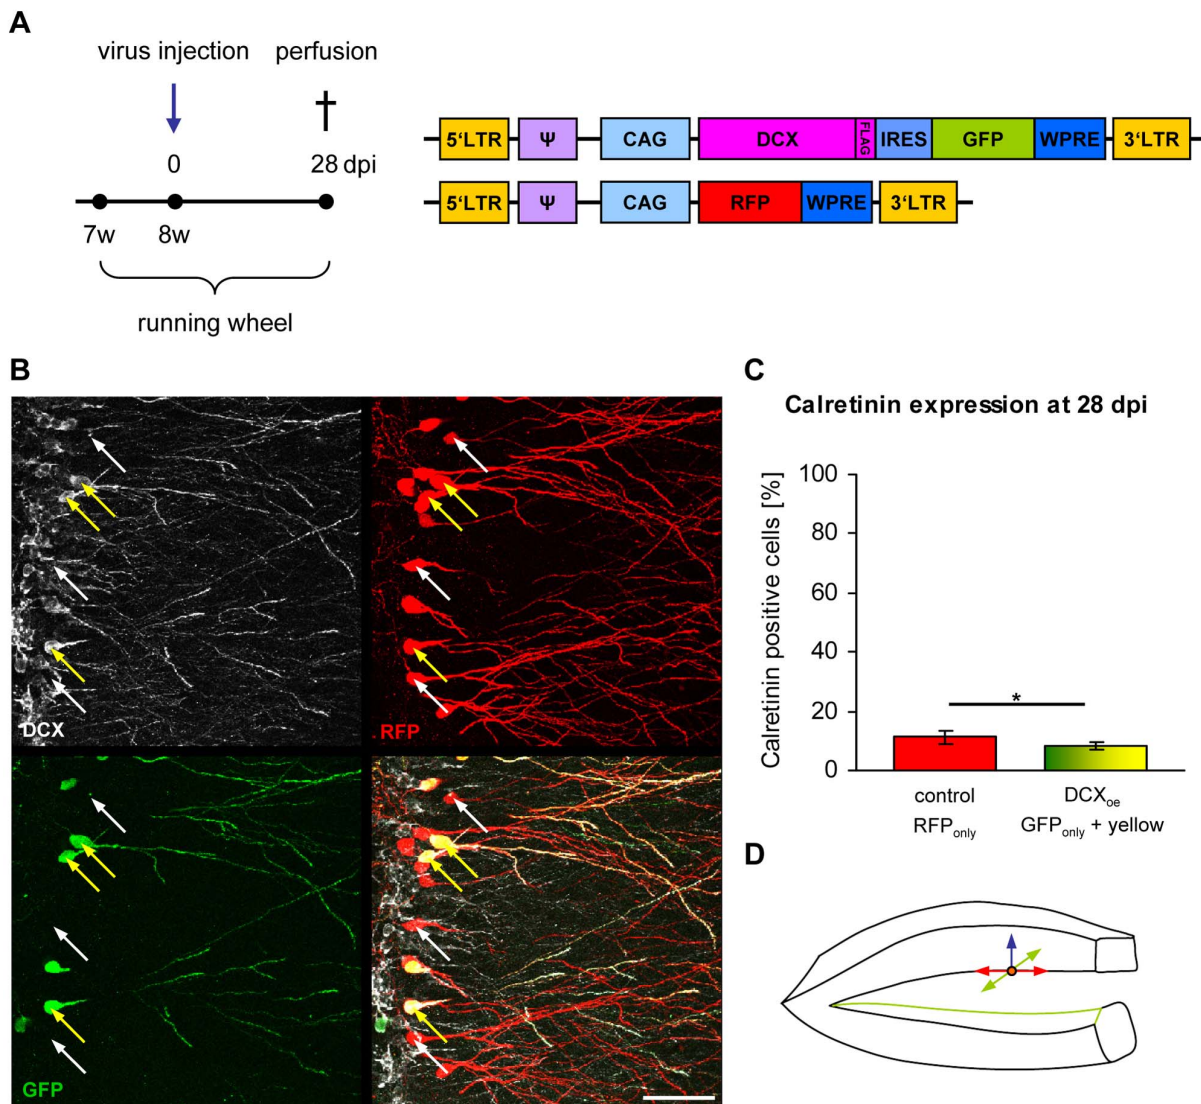 A
virus injection
perfusion
0
28 dpi
7w
8w
running wheel
5‘LTR Ψ CAG DCX FLAG IRES GFP WPRE 3‘LTR
5‘LTR Ψ CAG RFP WPRE 3‘LTR
B
DCX
RFP
GFP
C
Calretinin expression at 28 dpi
Calretinin positive cells [%]
100
80
60
40
20
0
*
control
RFPonly
DCXoe
GFPonly + yellow
D